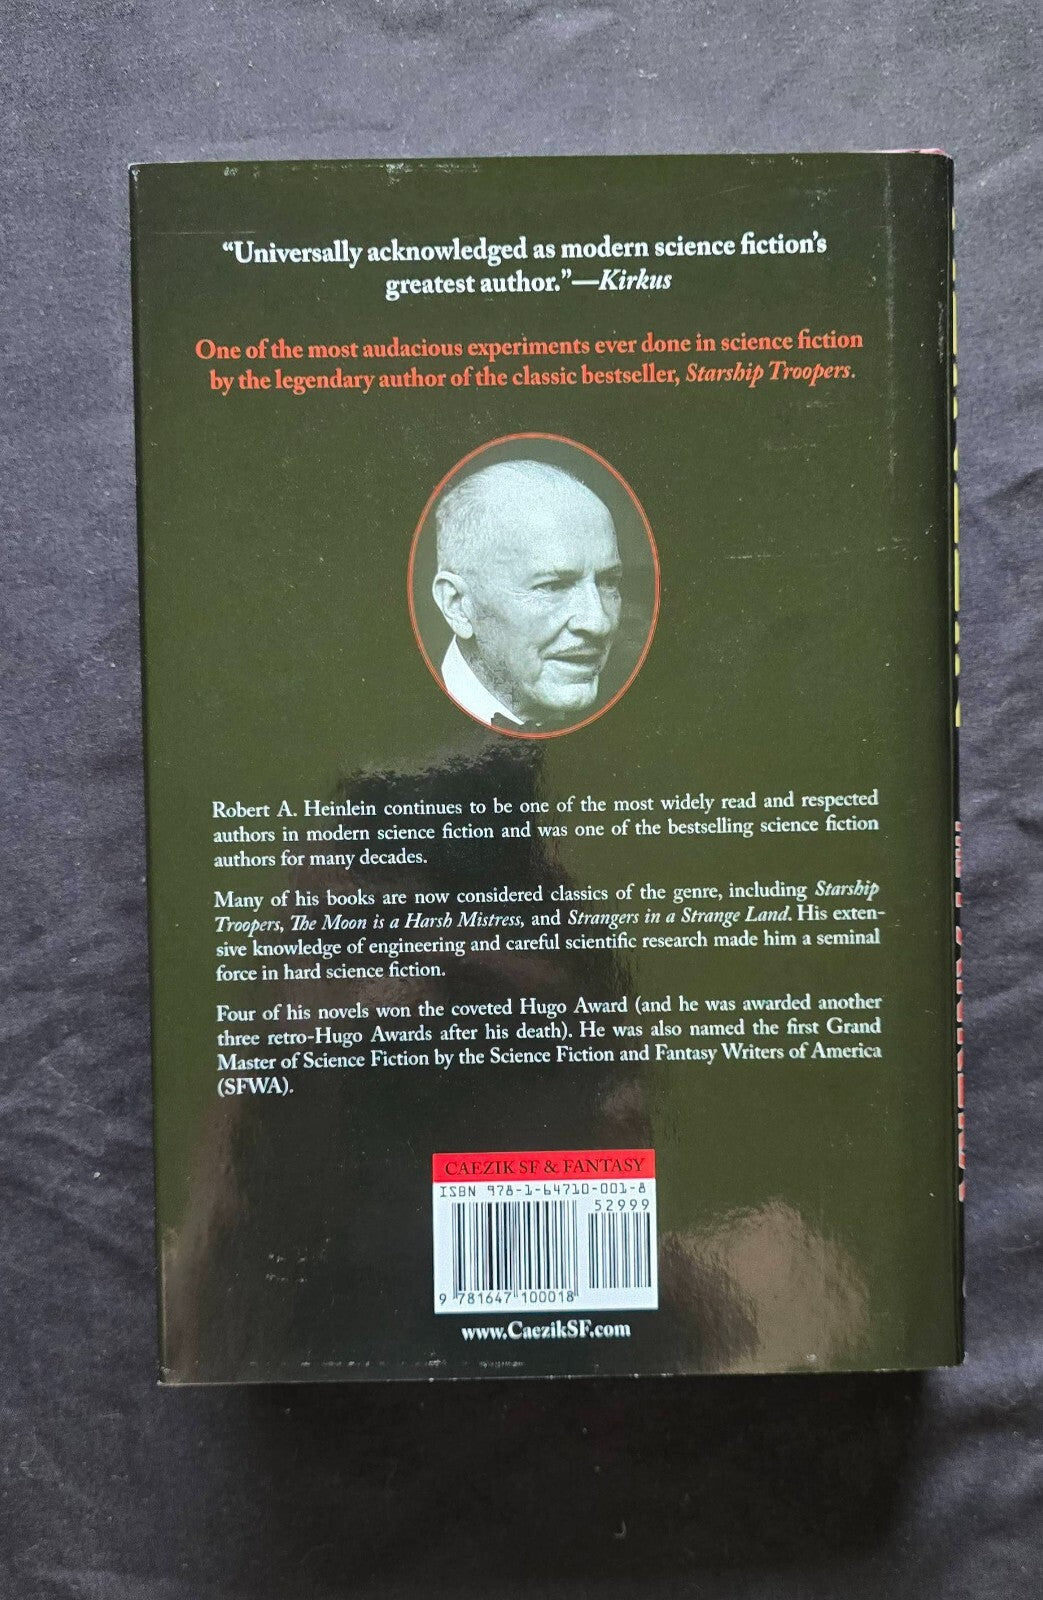 “Universally acknowledged as modern science fiction’s
greatest author.”—Kirkus
One of the most audacious experiments ever done in science fiction
by the legendary author of the classic bestseller, Starship Troopers.
Robert A. Heinlein continues to be one of the most widely read and respected
authors in modern science fiction and was one of the bestselling science fiction
authors for many decades.
Many of his books are now considered classics of the genre, including Starship
Troopers, The Moon is a Harsh Mistress, and Strangers in a Strange Land. His exten-
sive knowledge of engineering and careful scientific research made him a seminal
force in hard science fiction.
Four of his novels won the coveted Hugo Award (and he was awarded another
three retro-Hugo Awards after his death). He was also named the first Grand
Master of Science Fiction by the Science Fiction and Fantasy Writers of America
(SFWA).
CAEZIK SF & FANTASY
ISBN 978-1-64710-001-8
52999
9 781647 100018
www.CaezikSF.com